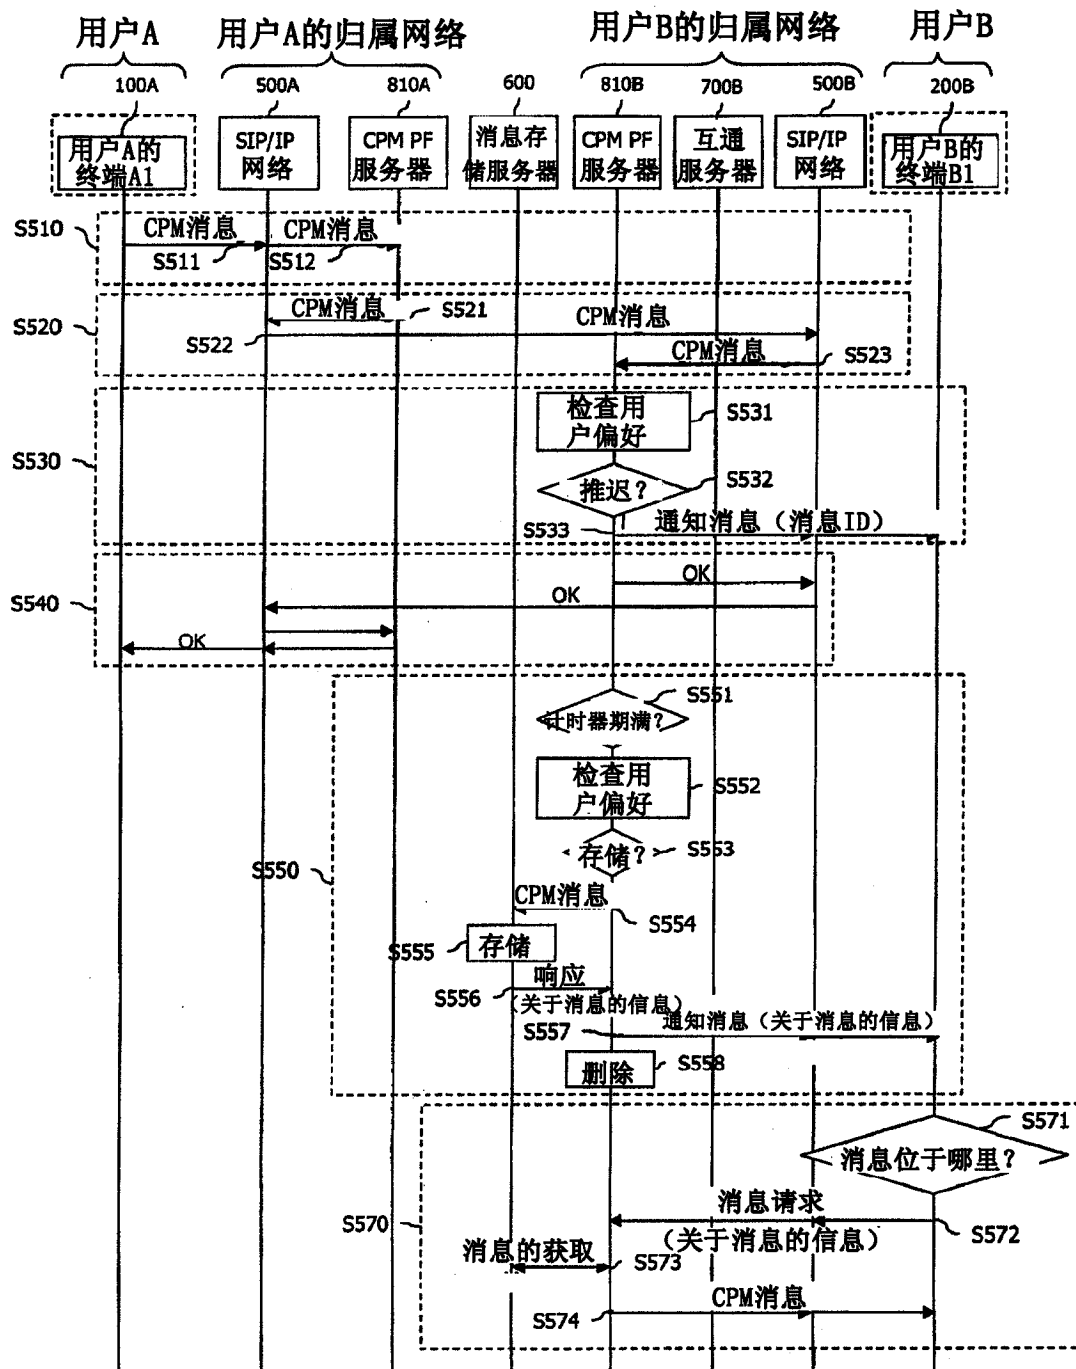 用户A
用户A的归属网络
用户B的归属网络
用户B
100A
500A
810A
600
810B
700B
500B
200B
用户A的
终端A1
SIP/IP
网络
CPM PF
服务器
消息存
储服务器
CPM PF
服务器
互通
服务器
SIP/IP
网络
用户B的
终端B1
S510
CPM消息
CPM消息
S511
S512
S520
CPM消息
S521
S522
CPM消息
CPM消息
S523
S530
检查用
户偏好
S531
推迟?
S532
S533
通知消息（消息ID）
S540
OK
OK
OK
S550
计时器期满?
S551
检查用
户偏好
S552
存储?
S553
CPM消息
S554
S555
存储
S556
响应
(关于消息的信息)
S557
通知消息（关于消息的信息）
删除
S558
S570
消息位于哪里?
S571
消息请求
S572
（关于消息的信息）
消息的获取
S573
S574
CPM消息